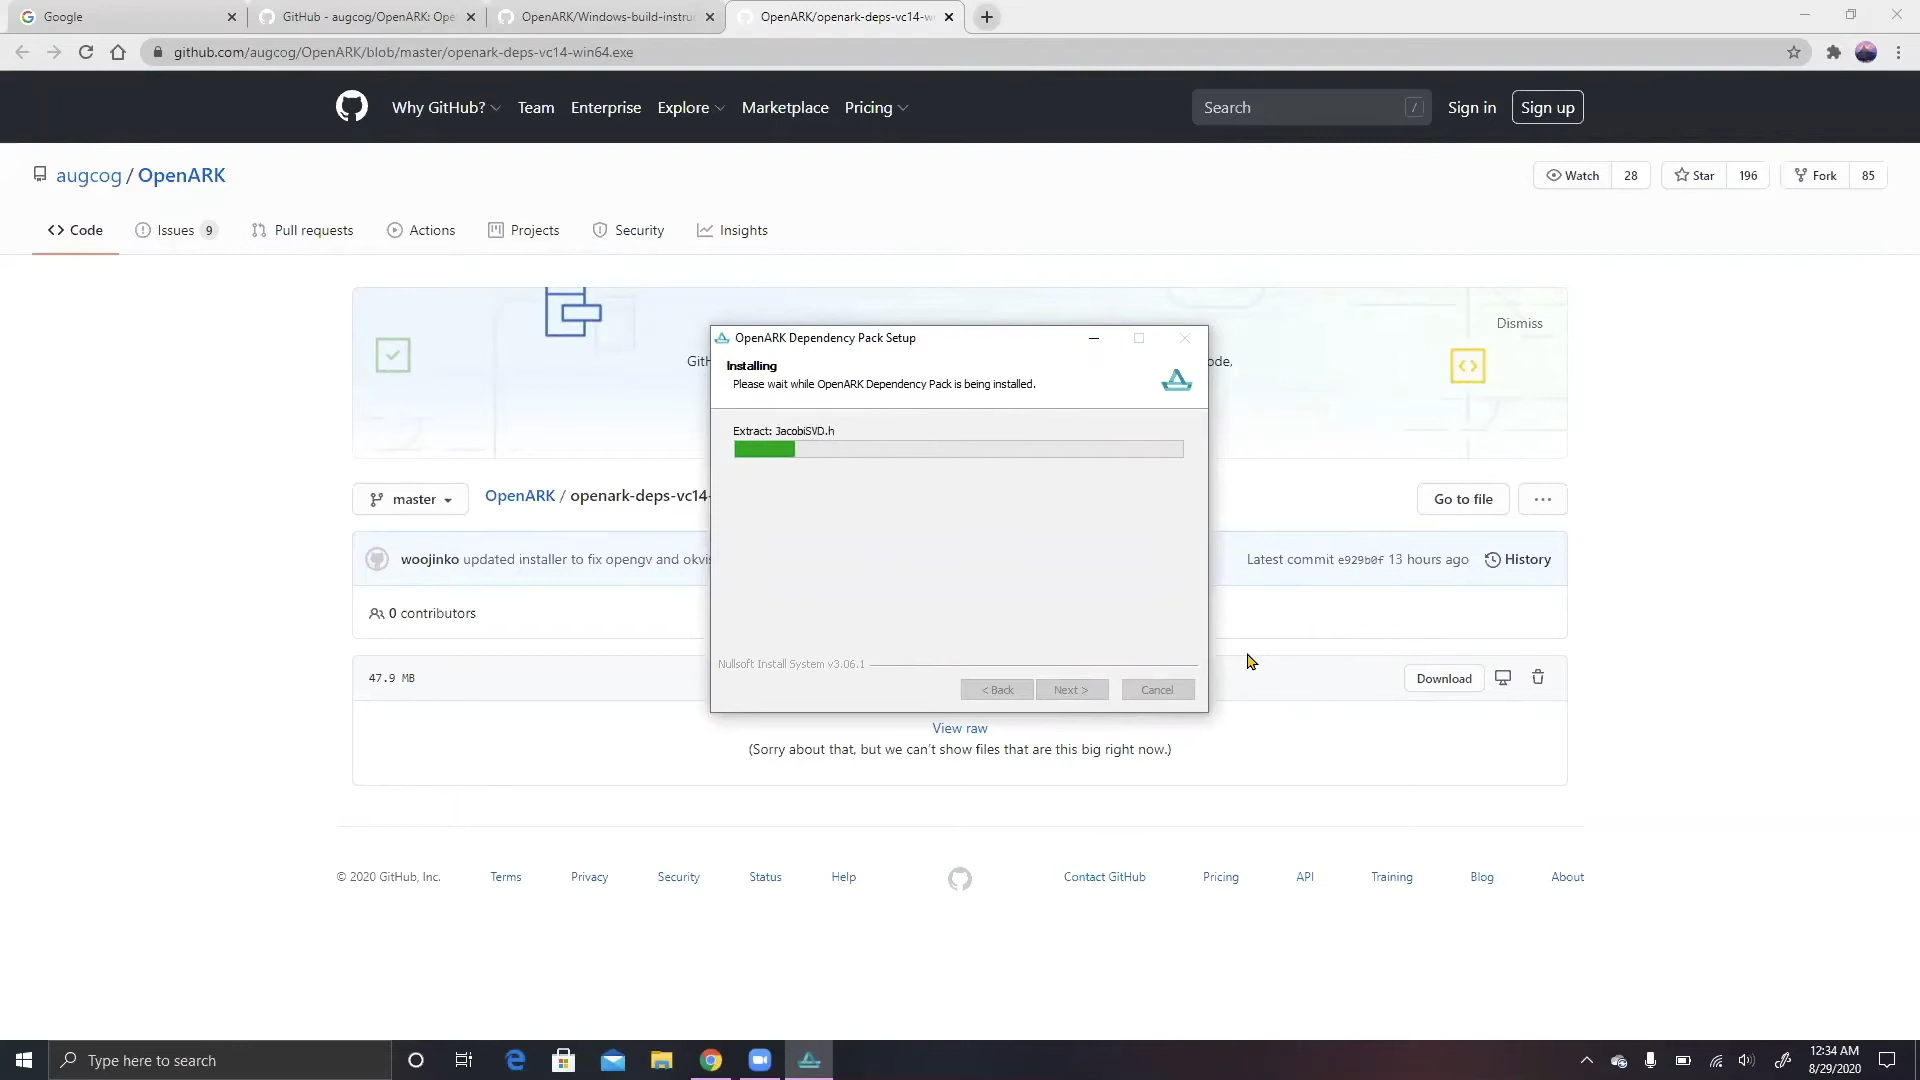 Google
GitHub - augcog/OpenARK: Ope
OpenARK/Windows-build-instru
OpenARK/openark-deps-vc14-w
github.com/augcog/OpenARK/blob/master/openark-deps-vc14-win64.exe
Why GitHub? Team Enterprise Explore Marketplace Pricing
Search /
Sign in
Sign up
augcog / OpenARK
Watch 28
Star 196
Fork 85
Code
Issues 9
Pull requests
Actions
Projects
Security
Insights
Dismiss
GitH
ode,
OpenARK Dependency Pack Setup
Installing
Please wait while OpenARK Dependency Pack is being installed.
Extract: JacobiSVD.h
Nullsoft Install System v3.06.1
< Back
Next >
Cancel
master
OpenARK / openark-deps-vc14-
Go to file
woojinko updated installer to fix opengv and okvis
Latest commit e929b0f 13 hours ago
History
0 contributors
47.9 MB
Download
View raw
(Sorry about that, but we can't show files that are this big right now.)
© 2020 GitHub, Inc.
Terms
Privacy
Security
Status
Help
Contact GitHub
Pricing
API
Training
Blog
About
Type here to search
12:34 AM
8/29/2020